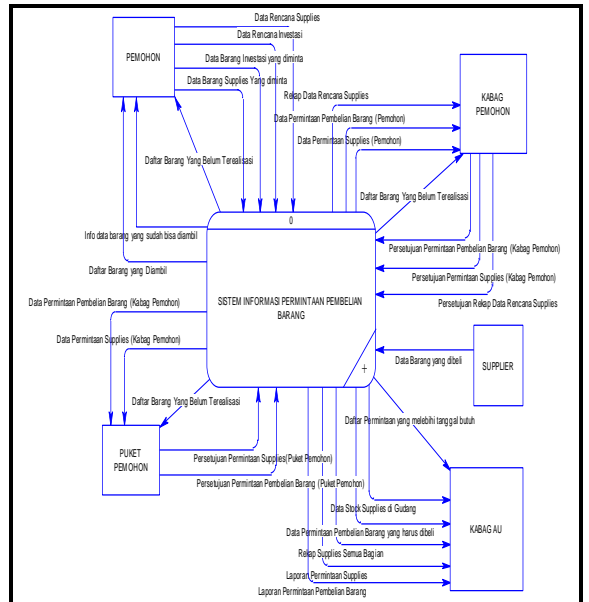 Data Rencana Supplies
Data Rencana Investasi
Data Barang Investasi yang diminta
Data Barang Supplies Yang diminta
PEMOHON
Rekap Data Rencana Supplies
Data Permintaan Pembelian Barang (Pemohon)
Data Permintaan Supplies (Pemohon)
KABAG
PEMOHON
Daftar Barang Yang Belum Terealisasi
Daftar Barang Yang Belum Terealisasi
0
Info data barang yang sudah bisa diambil
Daftar Barang yang Diambil
Persetujuan Permintaan Pembelian Barang (Kabag Pemohon)
Persetujuan Permintaan Supplies (Kabag Pemohon)
Persetujuan Rekap Data Rencana Supplies
Data Permintaan Pembelian Barang (Kabag Pemohon)
SISTEM INFORMASI PERMINTAAN PEMBELIAN
BARANG
Data Permintaan Supplies (Kabag Pemohon)
Data Barang yang dibeli
SUPPLIER
+
Daftar Barang Yang Belum Terealisasi
Daftar Permintaan yang melebihi tanggal butuh
PUKET
PEMOHON
Persetujuan Permintaan Supplies(Puket Pemohon)
Persetujuan Permintaan Pembelian Barang (Puket Pemohon)
Data Stock Supplies di Gudang
Data Permintaan Pembelian Barang yang harus dibeli
KABAG AU
Rekap Supplies Semua Bagian
Laporan Permintaan Supplies
Laporan Permintaan Pembelian Barang